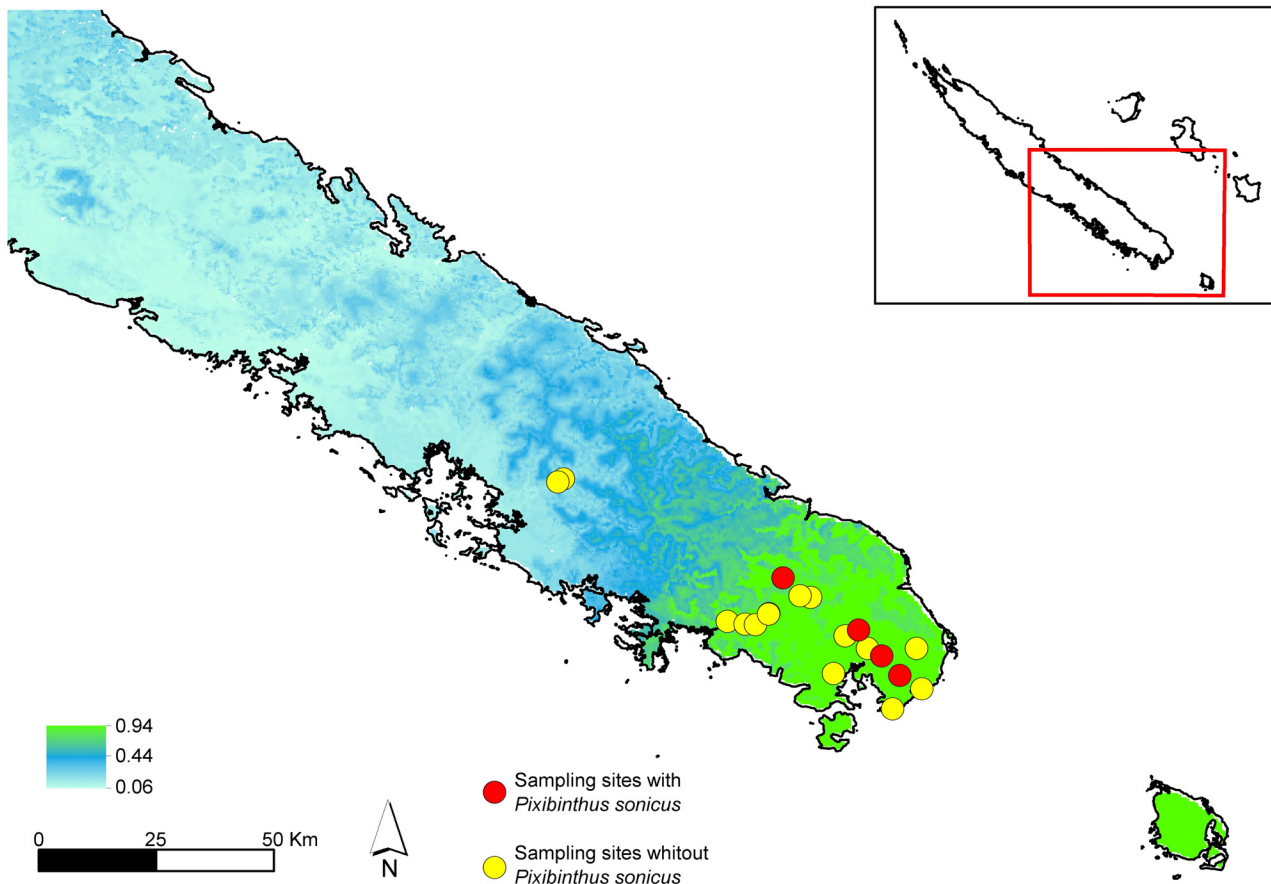 0.94
0.44
0.06
0 25 50 Km
N
Sampling sites with
Pixibinthus sonicus
Sampling sites whitout
Pixibinthus sonicus